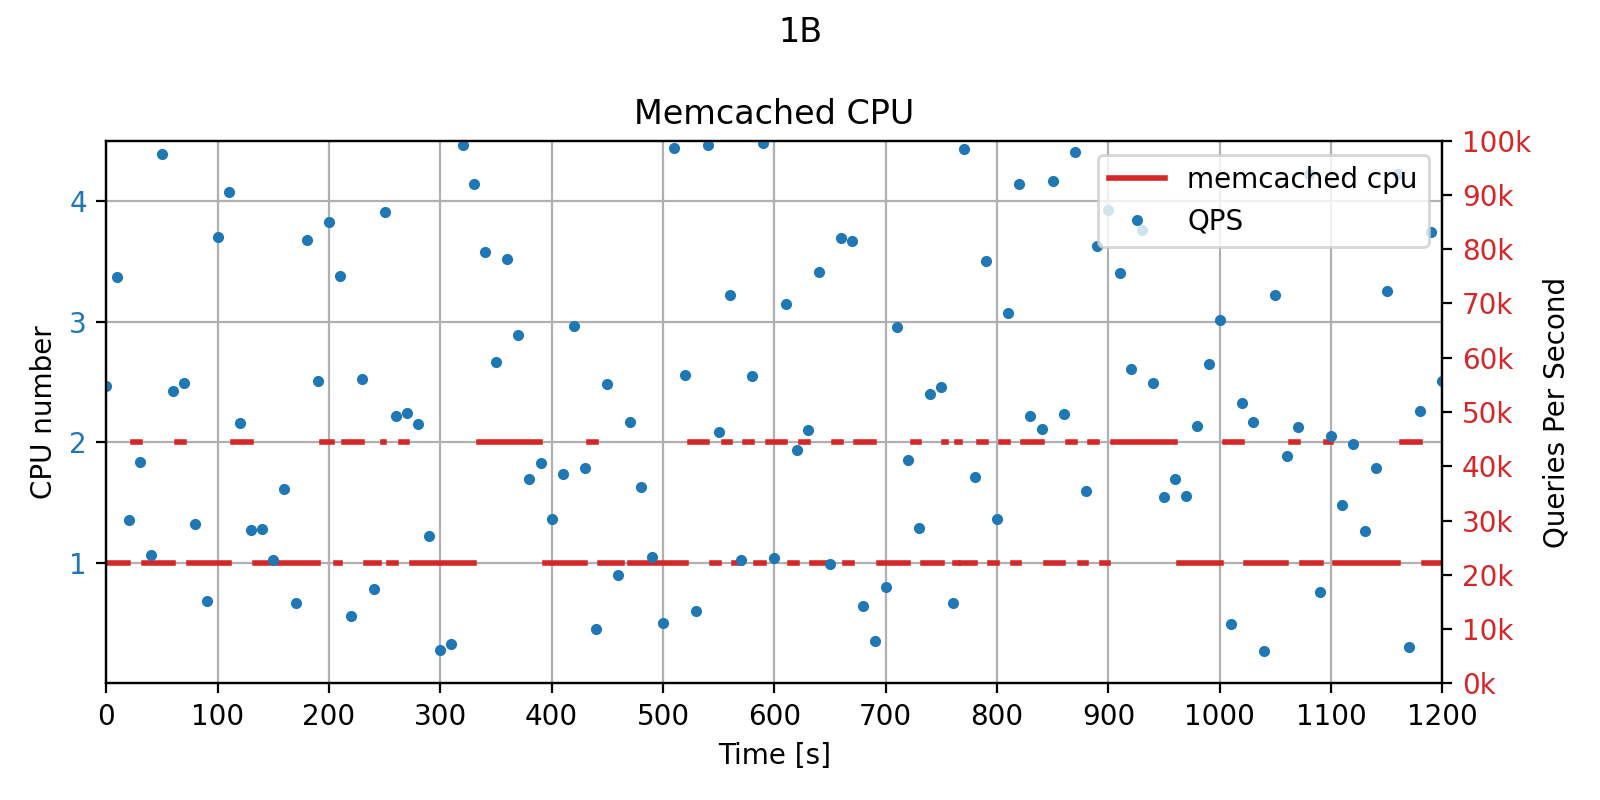 1B
Memcached CPU
CPU number
4
3
2
1
memcached cpu
QPS
100k
90k
80k
70k
60k
50k
40k
30k
20k
10k
0k
Queries Per Second
0 100 200 300 400 500 600 700 800 900 1000 1100 1200
Time [s]